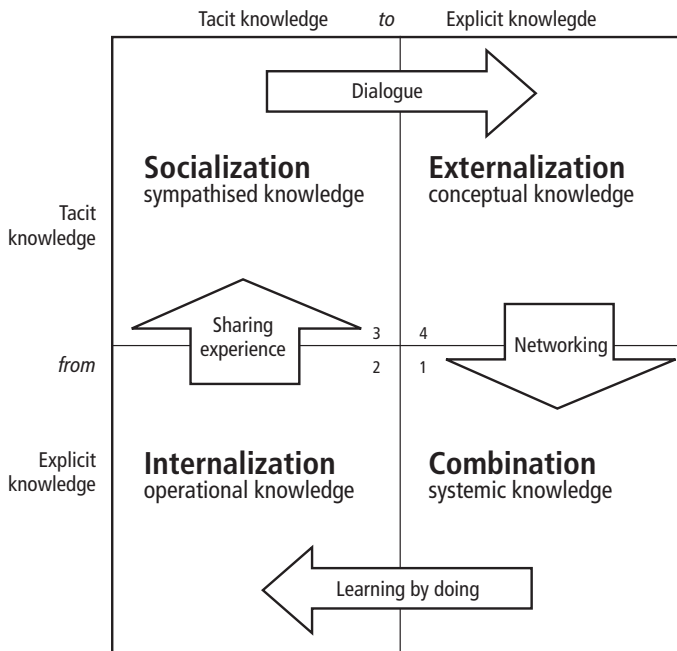 Tacit knowledge to Explicit knowlegde
Dialogue
Socialization
sympathised knowledge
Externalization
conceptual knowledge
Tacit
knowledge
Sharing
experience
3 4
Networking
from
2 1
Explicit
knowledge
Internalization
operational knowledge
Combination
systemic knowledge
Learning by doing